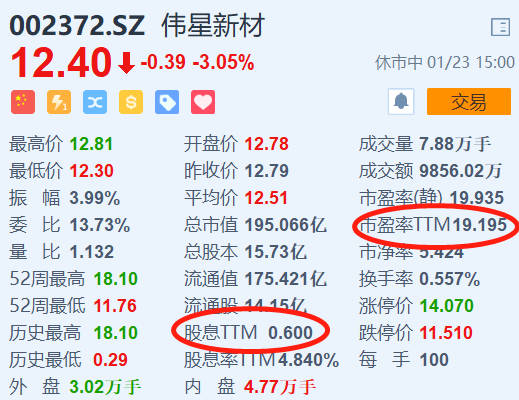 002372.SZ 伟星新材
12.40 -0.39 -3.05% 休市中 01/23 15:00
交易
最高价 12.81 开盘价 12.78 成交量 7.88万手
最低价 12.30 昨收价 12.79 成交额 9856.02万
振幅 3.99% 平均价 12.51 市盈率(静) 19.935
委比 13.73% 总市值 195.066亿 市盈率TTM 19.195
量比 1.132 总股本 15.73亿 市净率 5.424
52周最高 18.10 流通值 175.421亿 换手率 0.557%
52周最低 11.76 流通股 14.15亿 涨停价 14.070
历史最高 18.10 股息TTM 0.600 跌停价 11.510
历史最低 0.29 股息率TTM 4.840% 每手 100
外盘 3.02万手 内盘 4.77万手